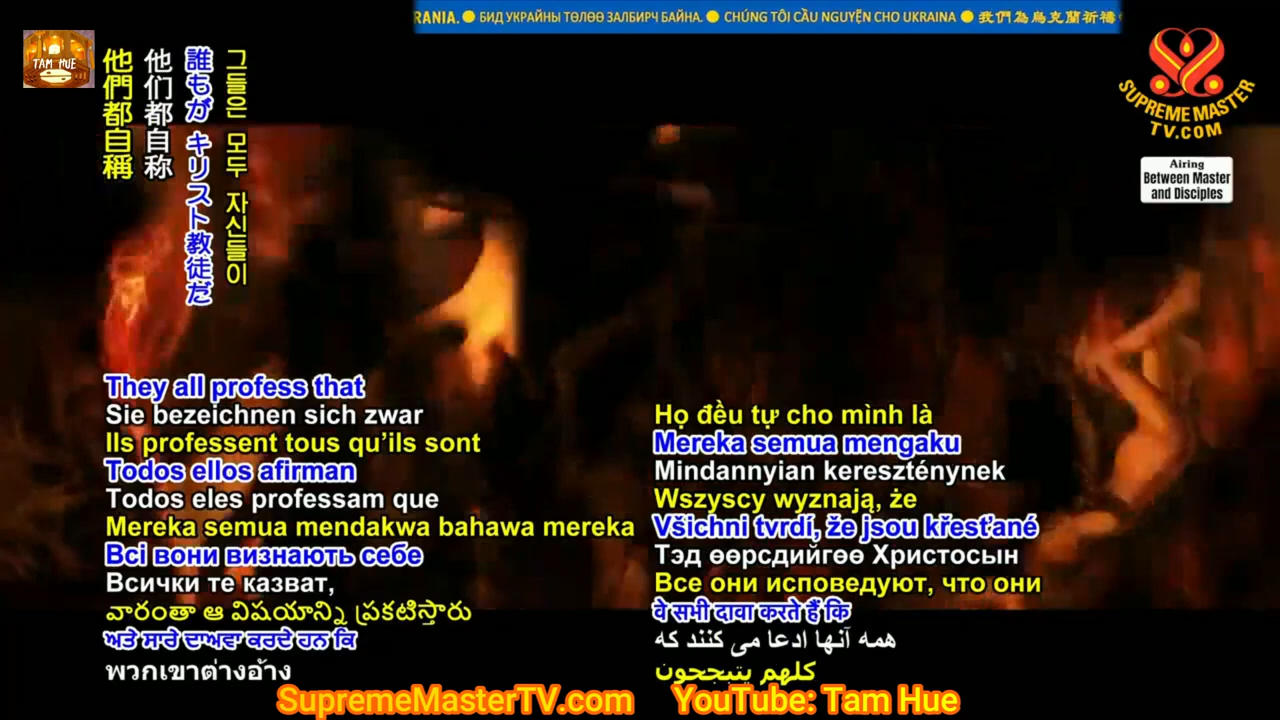 RANIA. ● БИД УКРАЙНЫ ТӨЛӨӨ ЗАЛБИРЧ БАЙНА. ● CHÚNG TÔI CẦU NGUYỆN CHO UKRAINA ● 我們為烏克蘭祈禱
TAM HUE
SUPREME MASTER
TV.COM
Airing
Between Master
and Disciples
그들은 모두 자신들이
誰もが キリスト教徒だ
他们都自称
他們都自稱
They all profess that
Sie bezeichnen sich zwar
Ils professent tous qu’ils sont
Todos ellos afirman
Todos eles professam que
Mereka semua mendakwa bahawa mereka
Всі вони визнають себе
Всички те казват,
వారంతా ఆ విషయాన్ని ప్రకటిస్తారు
ਅਤੇ ਸਾਰੇ ਦਾਅਵਾ ਕਰਦੇ ਹਨ ਕਿ
พวกเขาต่างอ้าง
Họ đều tự cho mình là
Mereka semua mengaku
Mindannyian kereszténynek
Wszyscy wyznają, że
Všichni tvrdí, že jsou křesťané
Тэд өөрсдийгөө Христосын
Все они исповедуют, что они
वे सभी दावा करते हैं कि
همه آنها ادعا می کنند که
كلهم يتبجحون
SupremeMasterTV.com YouTube: Tam Hue